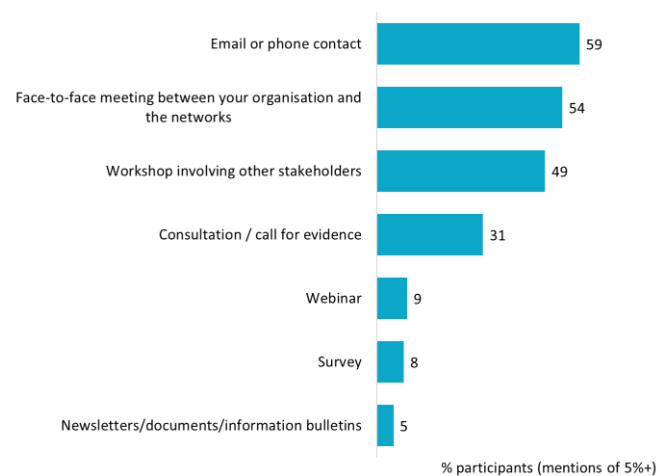 Email or phone contact
59
Face-to-face meeting between your organisation and
the networks
54
Workshop involving other stakeholders
49
Consultation / call for evidence
31
Webinar
9
Survey
8
Newsletters/documents/information bulletins
5
% participants (mentions of 5%+)